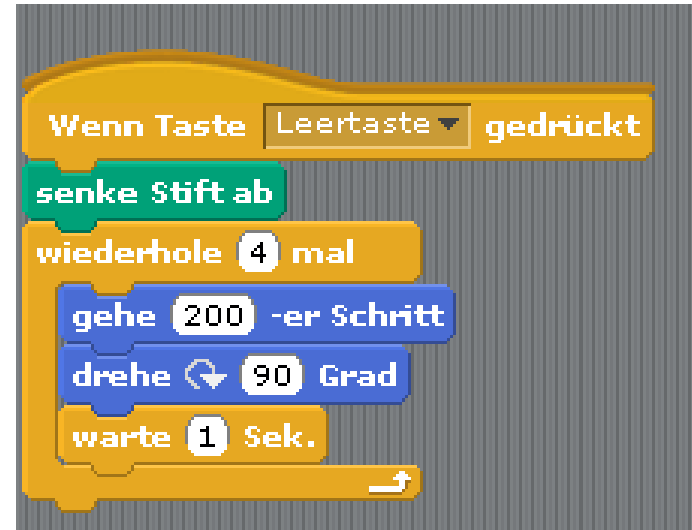 Wenn Taste Leertaste gedrückt
senke Stift ab
wiederhole 4 mal
gehe 200 -er Schritt
drehe 90 Grad
warte 1 Sek.